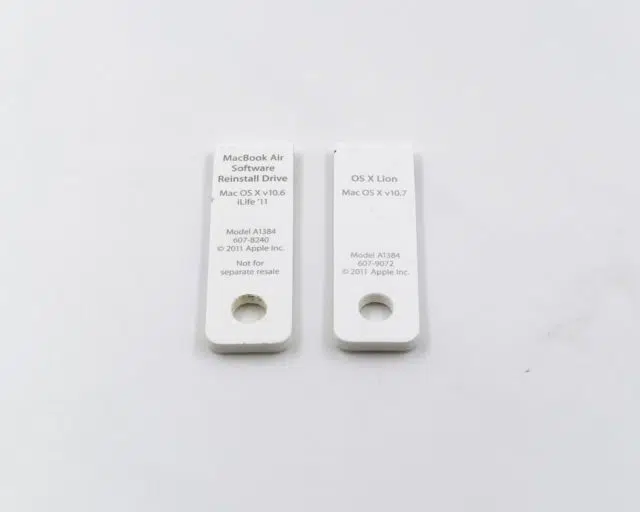 MacBook Air
Software
Reinstall Drive
Mac OS X v10.6
iLife '11
Model A1384
607-8240
© 2011 Apple Inc.
Not for
separate resale
OS X Lion
Mac OS X v10.7
Model A1384
607-9072
© 2011 Apple Inc.